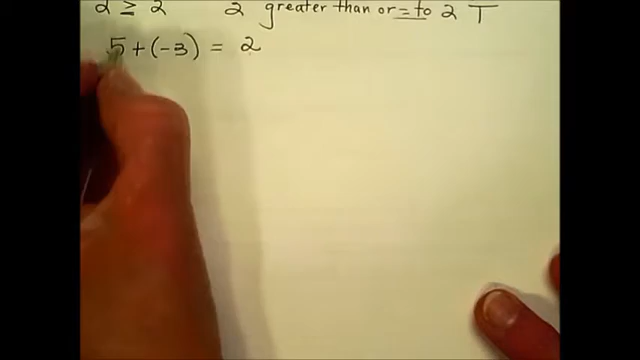 2 ≥ 2 2 greater than or = to 2 T
5 + (-3) = 2